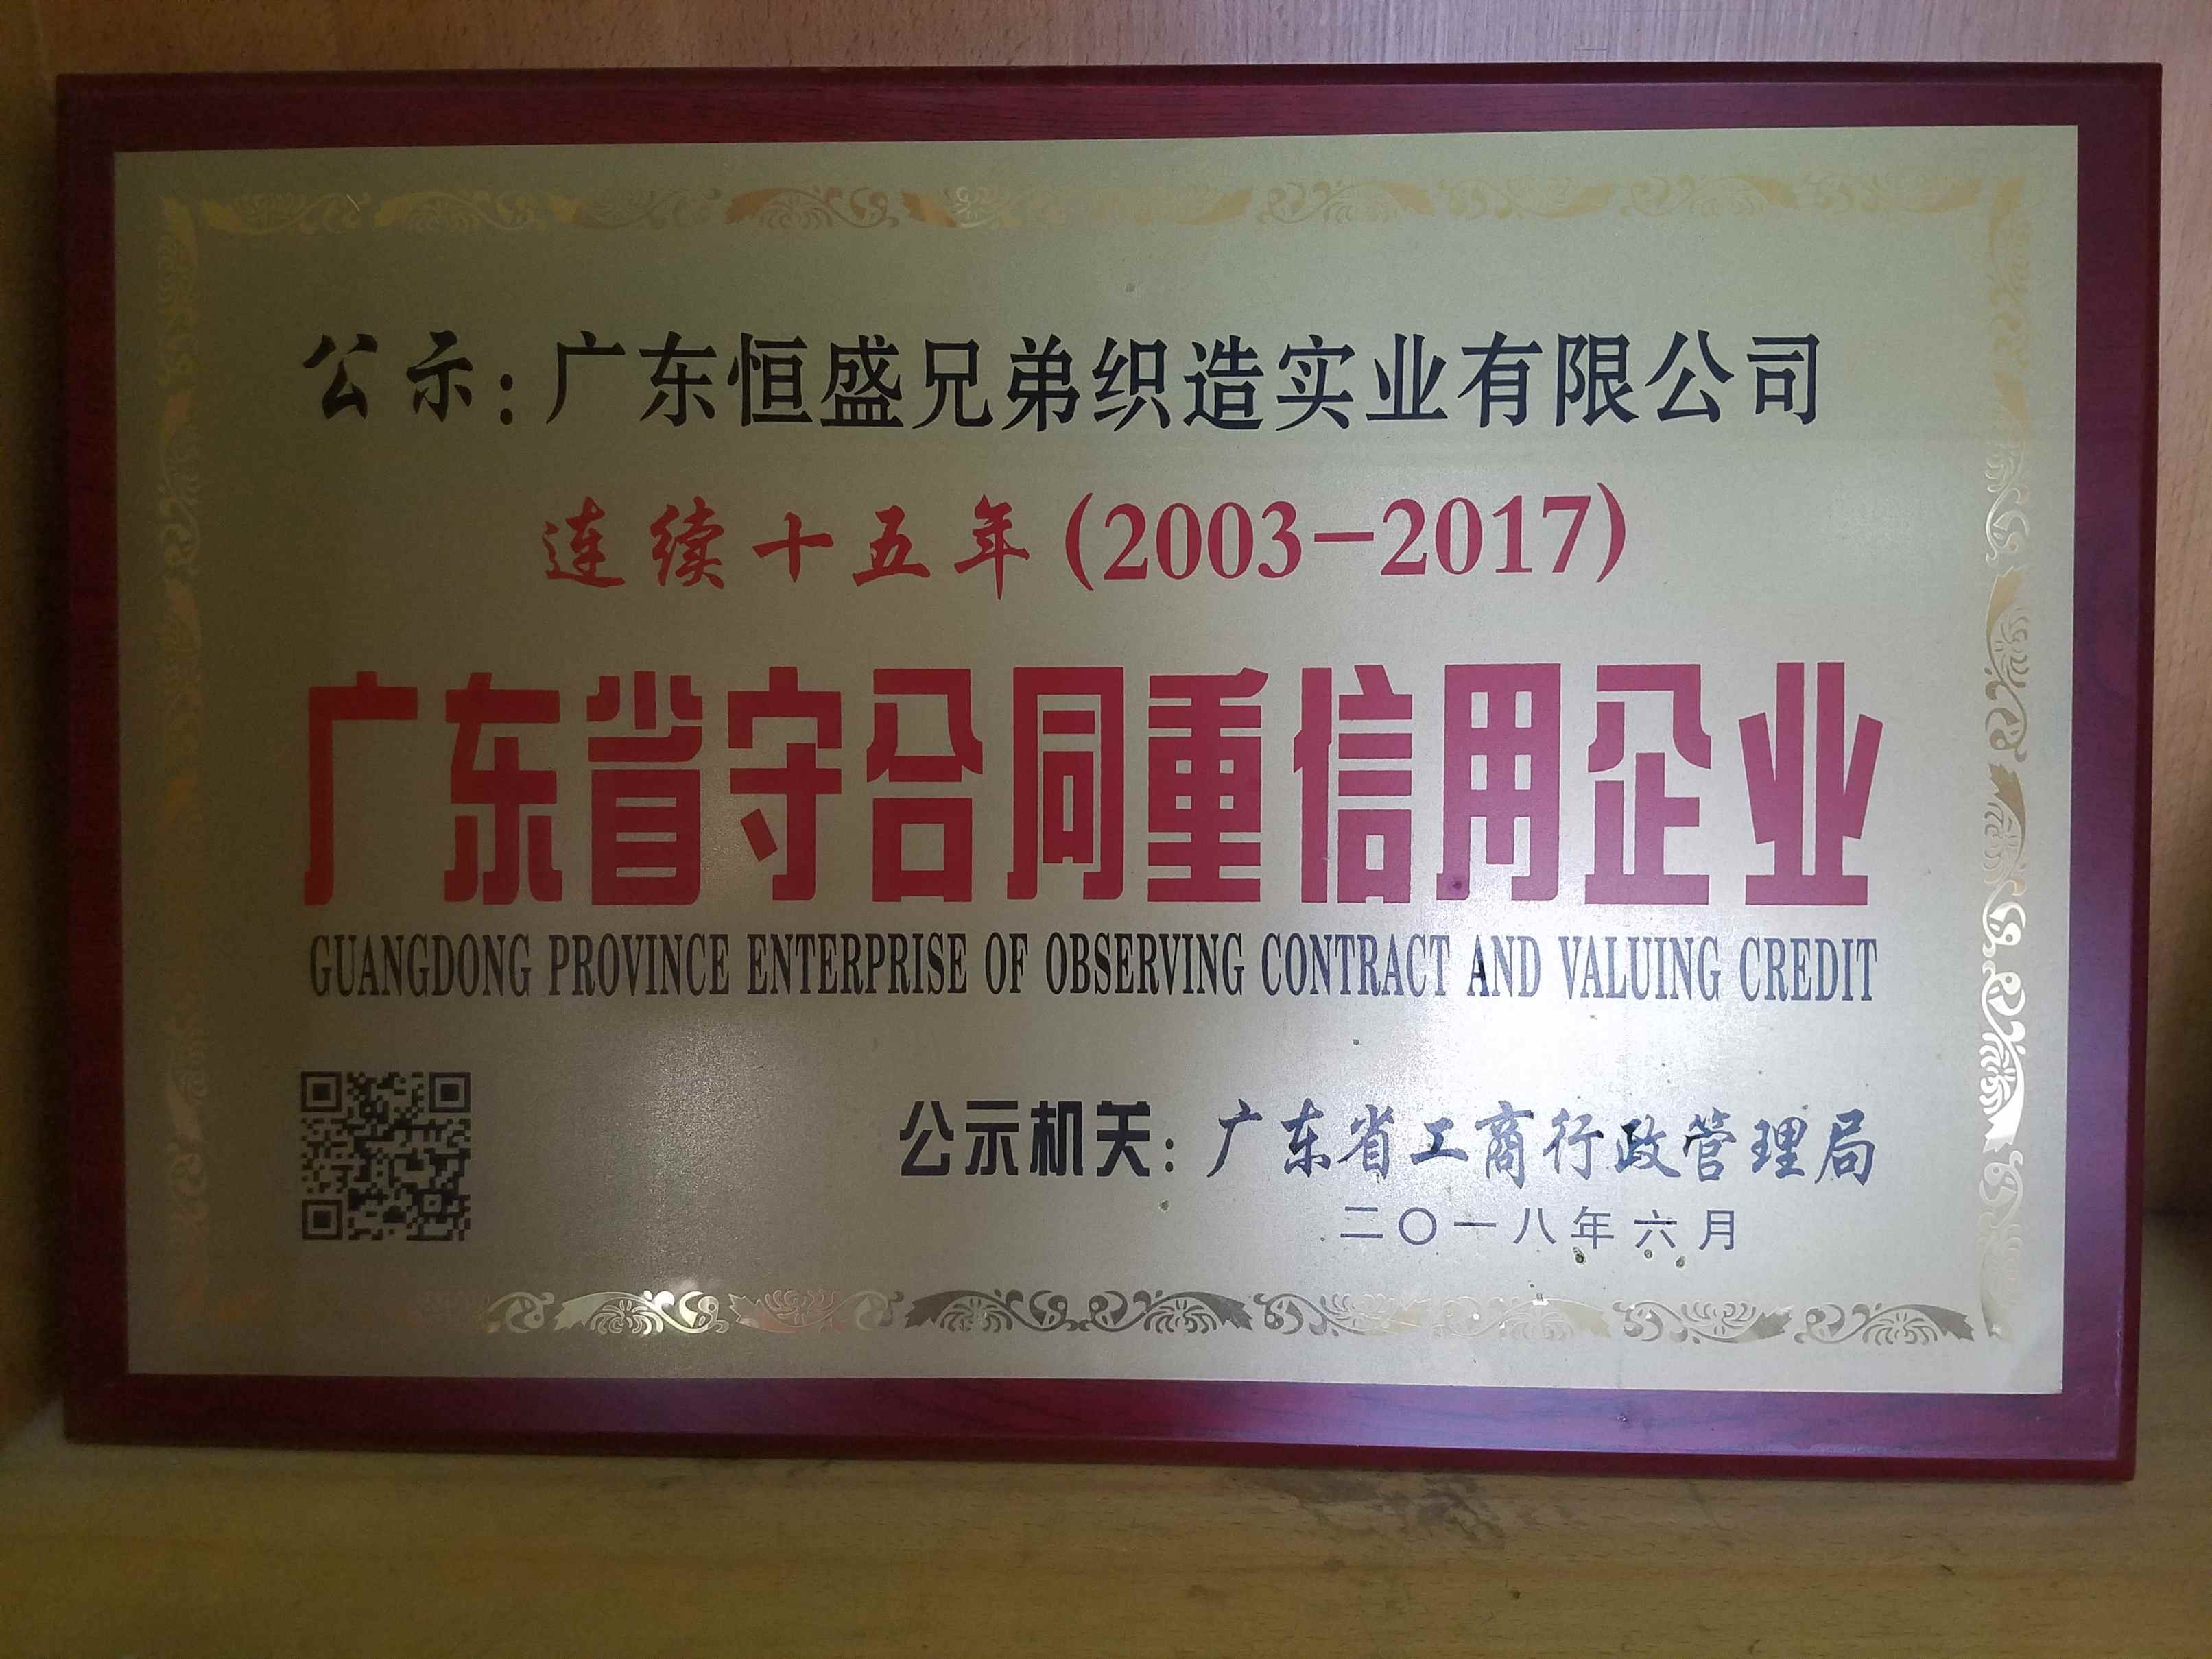 公示：广东恒盛兄弟织造实业有限公司
连续十五年(2003-2017)
广东省守合同重信用企业
GUANGDONG PROVINCE ENTERPRISE OF OBSERVING CONTRACT AND VALUING CREDIT
公示机关：广东省工商行政管理局
二〇一八年六月